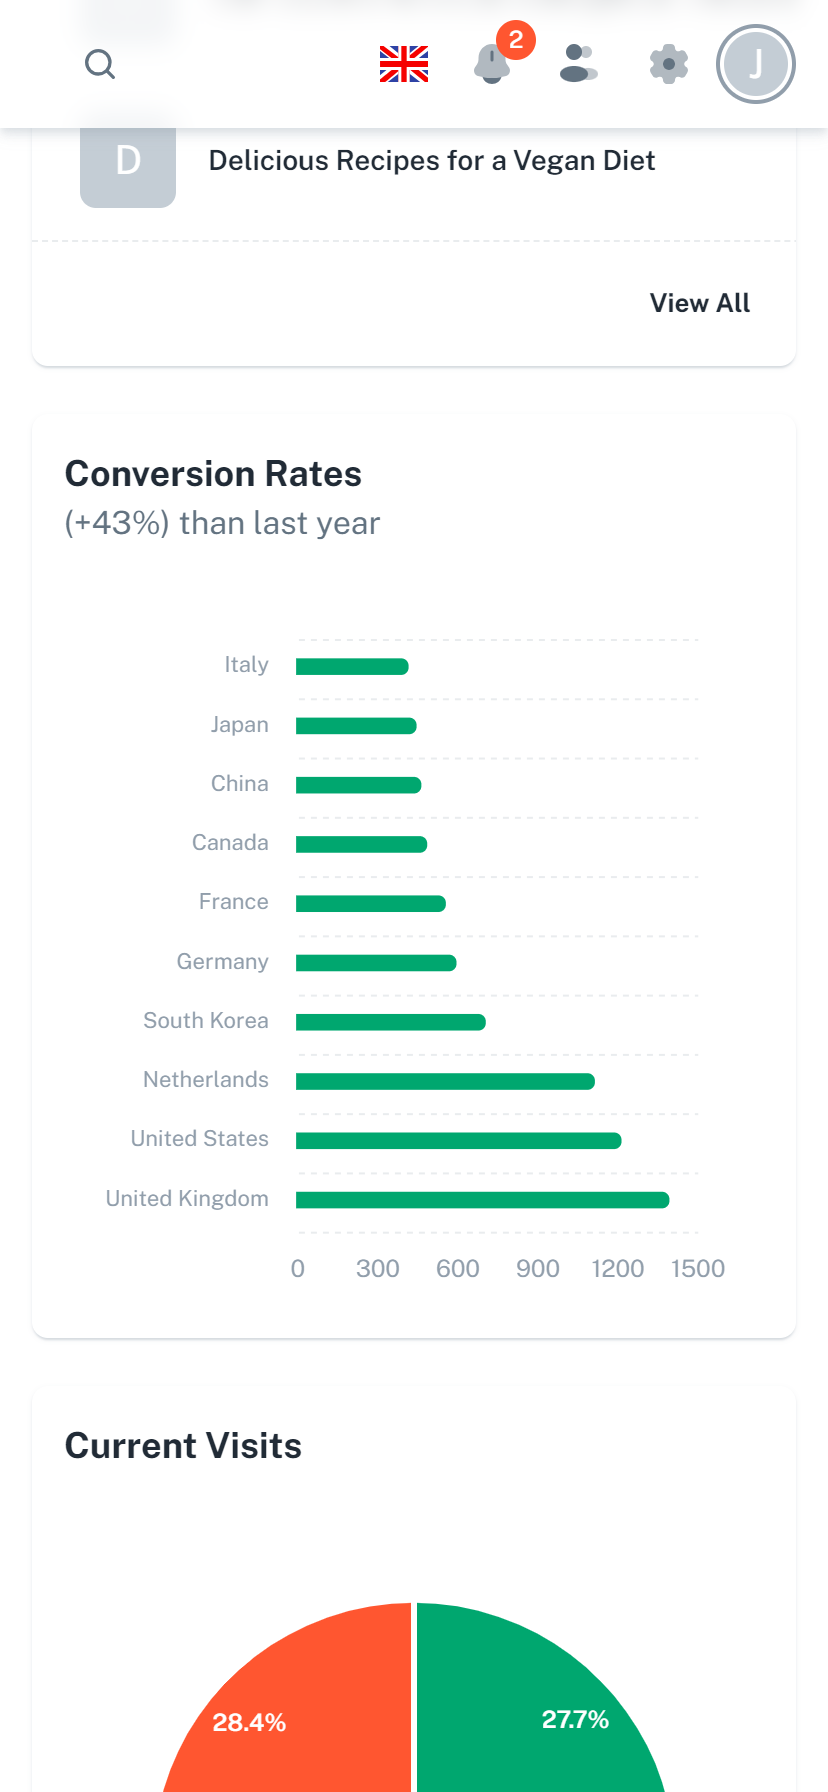 2
J
D
Delicious Recipes for a Vegan Diet
View All
Conversion Rates
(+43%) than last year
Italy
Japan
China
Canada
France
Germany
South Korea
Netherlands
United States
United Kingdom
0 300 600 900 1200 1500
Current Visits
28.4%
27.7%